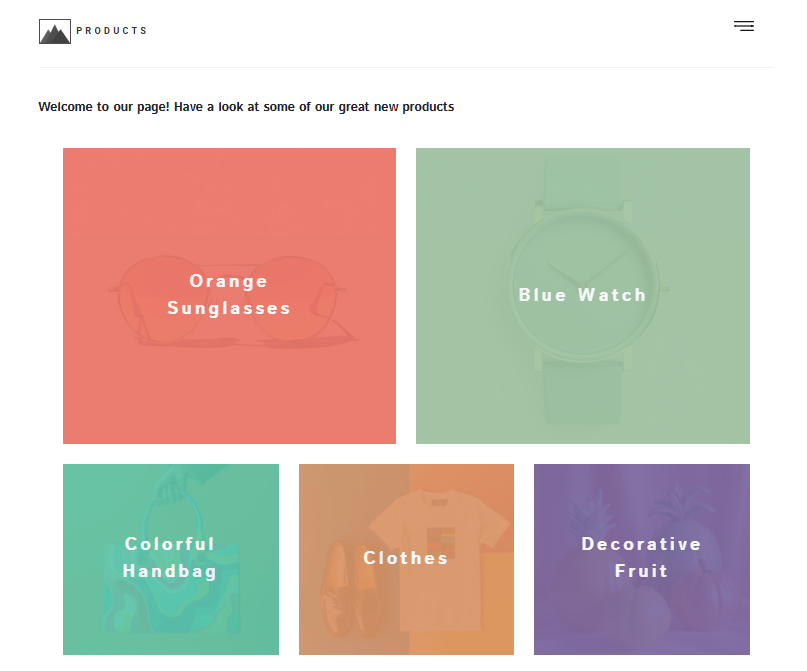 PRODUCTS
Welcome to our page! Have a look at some of our great new products
Orange
Sunglasses
Blue Watch
Colorful
Handbag
Clothes
Decorative
Fruit